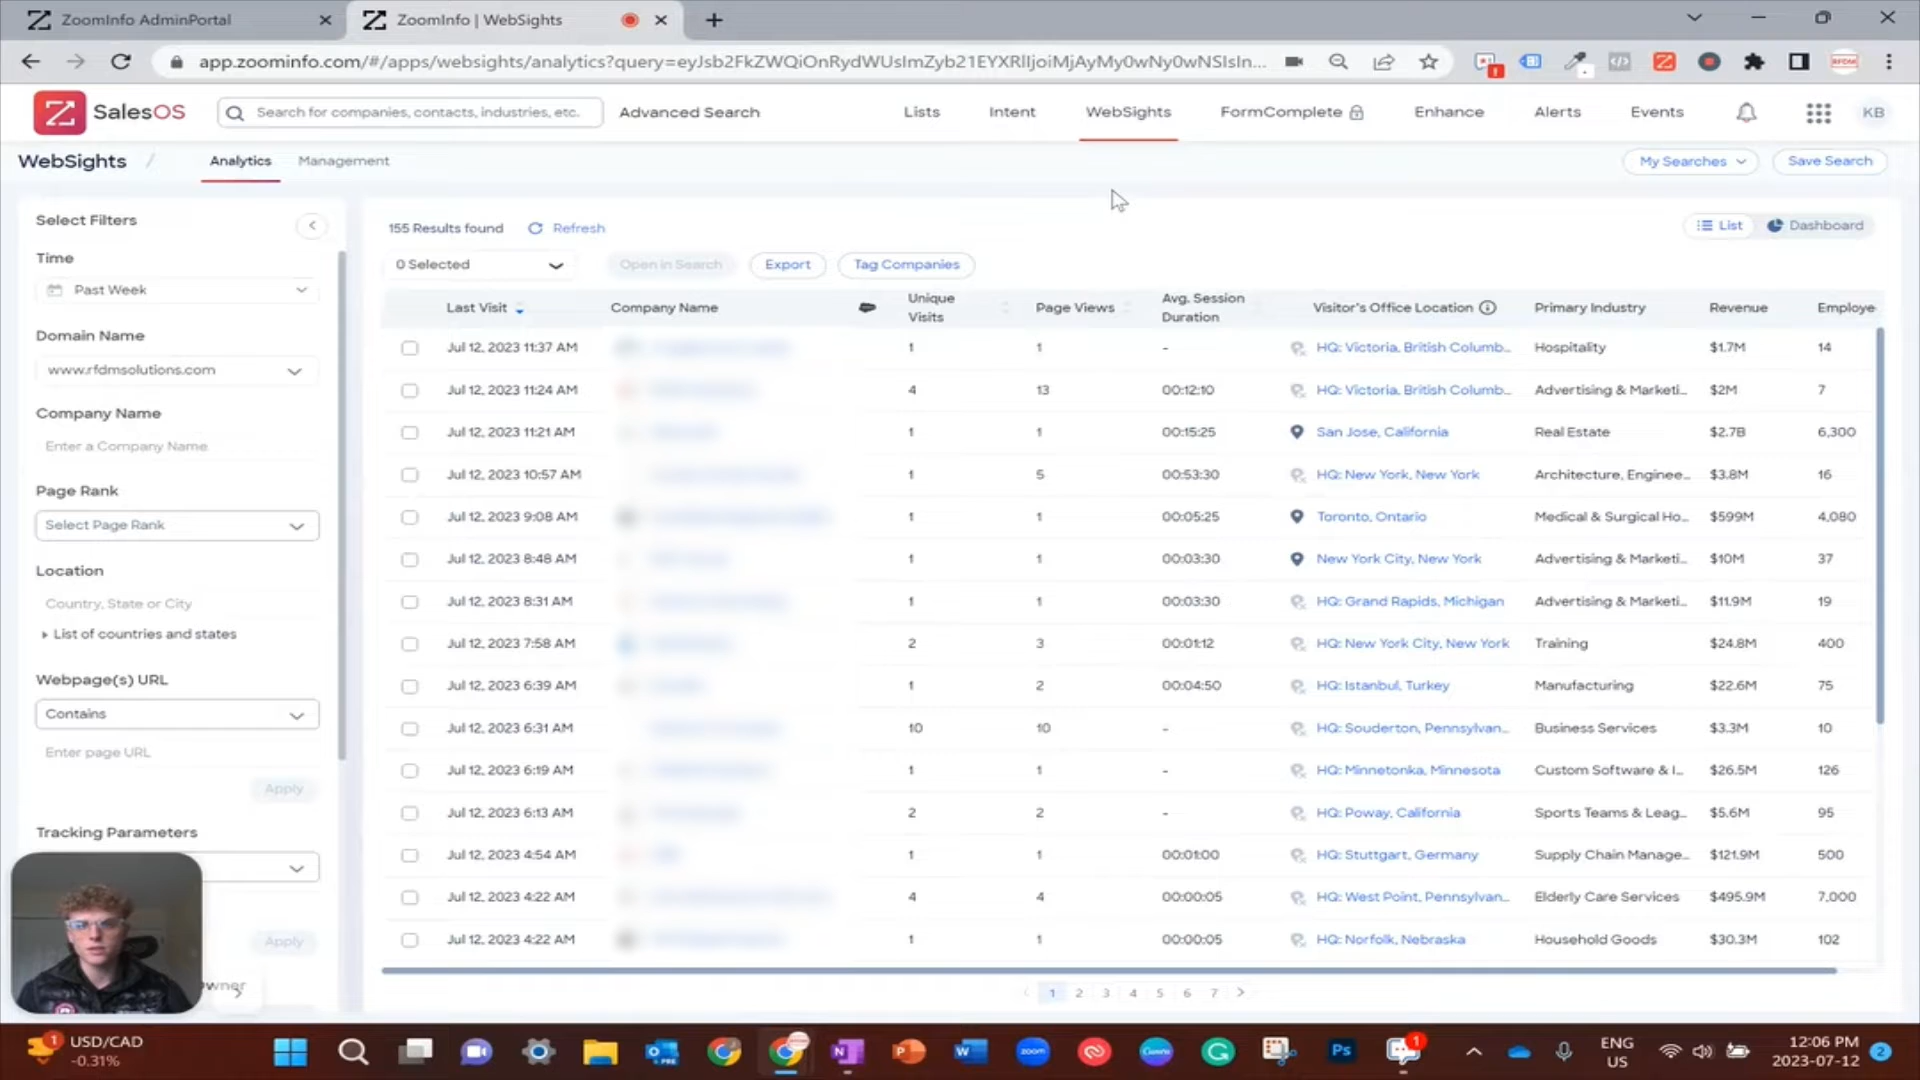 ZoomInfo AdminPortal
ZoomInfo | WebSights
app.zoominfo.com/#/apps/websights/analytics?query=
SalesOS
Search for companies, contacts, industries, etc.
Advanced Search
Lists
Intent
WebSights
FormComplete
Enhance
Alerts
Events
KB
WebSights /
Analytics
Management
My Searches
Save Search
Select Filters
Time
Past Week
Domain Name
www.rfdmsolutions.com
Company Name
Enter a Company Name
Page Rank
Select Page Rank
Location
Country, State or City
List of countries and states
Webpage(s) URL
Contains
Enter page URL
Apply
Tracking Parameters
Apply
155 Results found
Refresh
List
Dashboard
0 Selected
Open in Search
Export
Tag Companies
Last Visit Company Name Unique Visits Page Views Avg. Session Duration Visitor's Office Location Primary Industry Revenue Employe
Jul 12, 2023 11:37 AM 1 1 - HQ: Victoria, British Columb... Hospitality $1.7M 14
Jul 12, 2023 11:24 AM 4 13 00:12:10 HQ: Victoria, British Columb... Advertising & Marketi... $2M 7
Jul 12, 2023 11:21 AM 1 1 00:15:25 San Jose, California Real Estate $2.7B 6,300
Jul 12, 2023 10:57 AM 1 5 00:53:30 HQ: New York, New York Architecture, Enginee... $3.8M 16
Jul 12, 2023 9:08 AM 1 1 00:05:25 Toronto, Ontario Medical & Surgical Ho... $599M 4,080
Jul 12, 2023 8:48 AM 1 1 00:03:30 New York City, New York Advertising & Marketi... $10M 37
Jul 12, 2023 8:31 AM 1 1 00:03:30 HQ: Grand Rapids, Michigan Advertising & Marketi... $11.9M 19
Jul 12, 2023 7:58 AM 2 3 00:01:12 HQ: New York City, New York Training $24.8M 400
Jul 12, 2023 6:39 AM 1 2 00:04:50 HQ: Istanbul, Turkey Manufacturing $22.6M 75
Jul 12, 2023 6:31 AM 10 10 - HQ: Souderton, Pennsylvan... Business Services $3.3M 10
Jul 12, 2023 6:19 AM 1 1 - HQ: Minnetonka, Minnesota Custom Software & I... $26.5M 126
Jul 12, 2023 6:13 AM 2 2 - HQ: Poway, California Sports Teams & Leag... $5.6M 95
Jul 12, 2023 4:54 AM 1 1 00:01:00 HQ: Stuttgart, Germany Supply Chain Manage... $121.9M 500
Jul 12, 2023 4:22 AM 4 4 00:00:05 HQ: West Point, Pennsylvan... Elderly Care Services $495.9M 7,000
Jul 12, 2023 4:22 AM 1 1 00:00:05 HQ: Norfolk, Nebraska Household Goods $30.3M 102
1 2 3 4 5 6 7
USD/CAD
-0.31%
zoom
Ps
1
ENG
US
12:06 PM
2023-07-12
2